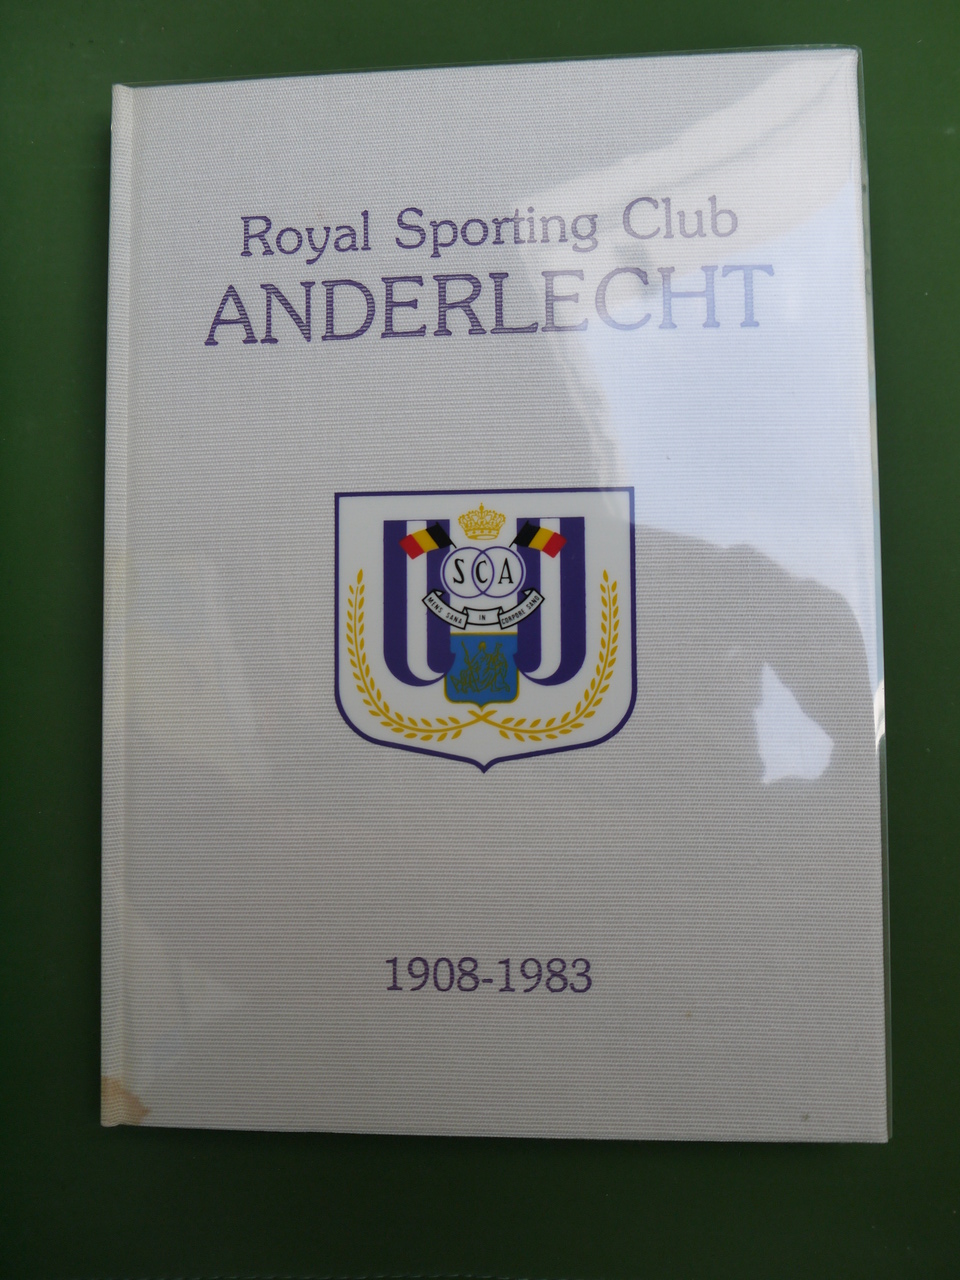 Royal Sporting Club
ANDERLECHT
SCA
MENS SANA IN CORPORE SANO
1908-1983